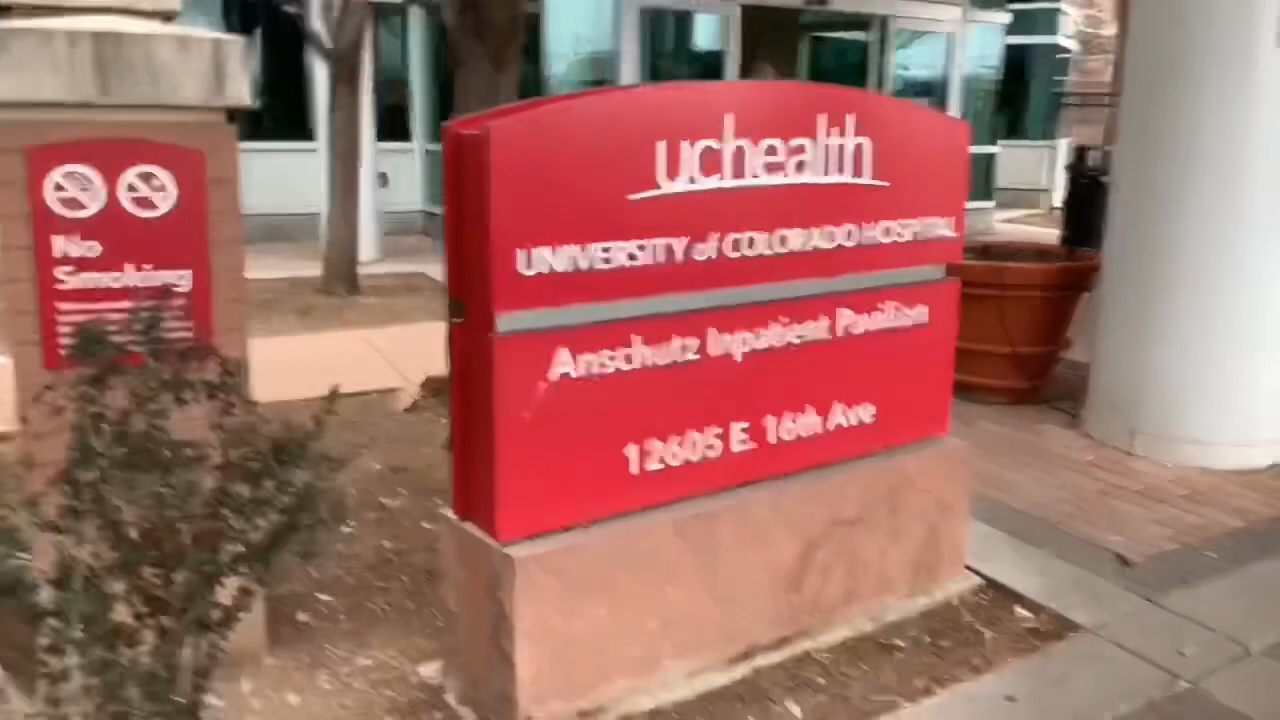 uchealth
UNIVERSITY of COLORADO HOSPITAL
Anschutz Inpatient Pavilion
12605 E. 16th Ave
No
Smoking